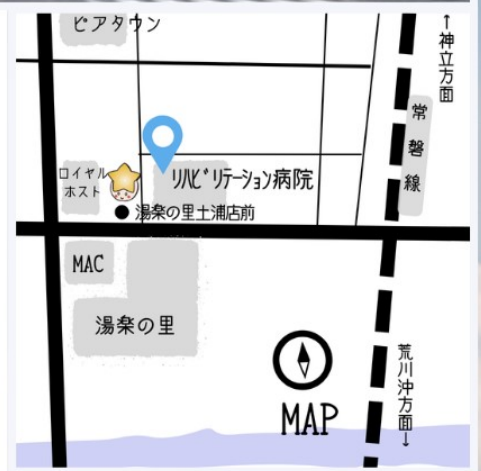 ピアタウン
↑神立方面
常磐線
ロイヤル
ホスト
リハビリテーション病院
湯楽の里土浦店前
MAC
湯楽の里
荒川沖方面↓
MAP